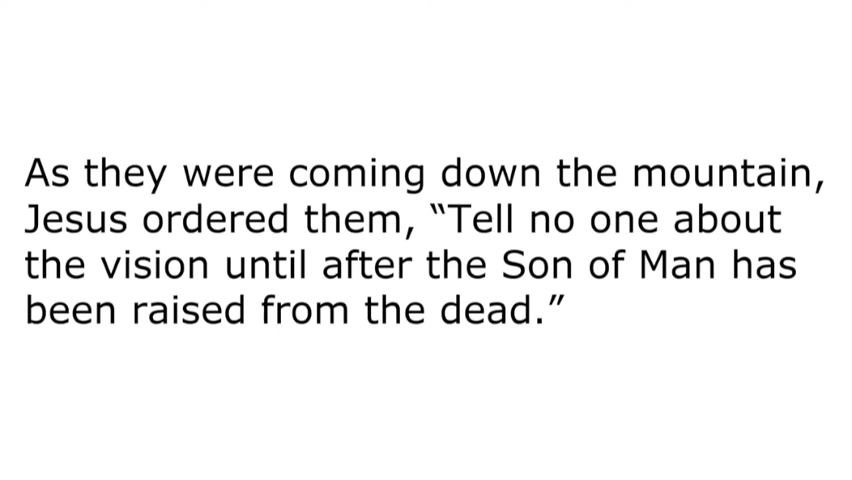 As they were coming down the mountain,
Jesus ordered them, “Tell no one about
the vision until after the Son of Man has
been raised from the dead.”